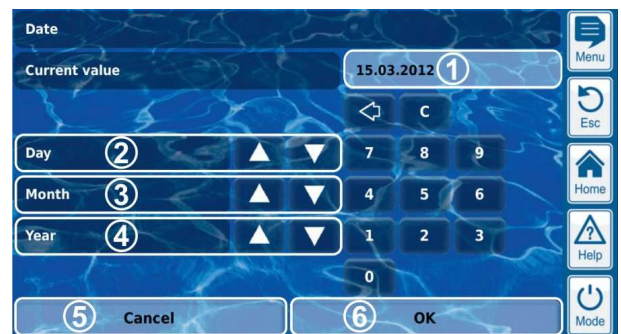 Date
Menu
Current value
15.03.2012 1
C
Esc
Day 2
7 8 9
Month 3
4 5 6
Home
Year 4
1 2 3
Help
0
5 Cancel
6 OK
Mode